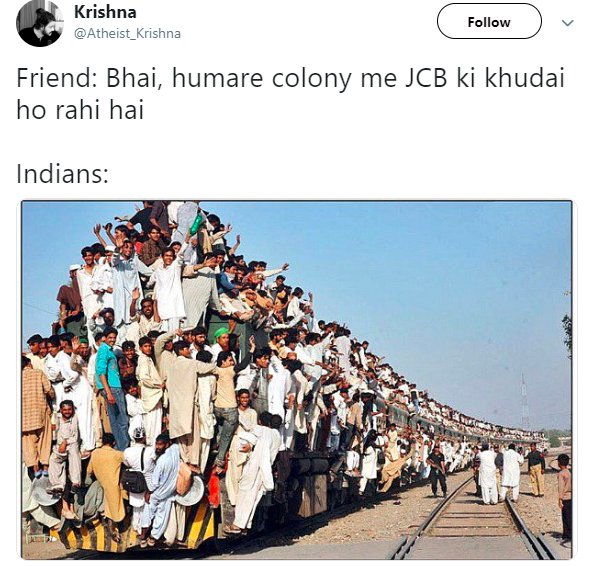 Krishna
@Atheist_Krishna
Follow
Friend: Bhai, humare colony me JCB ki khudai
ho rahi hai
Indians: